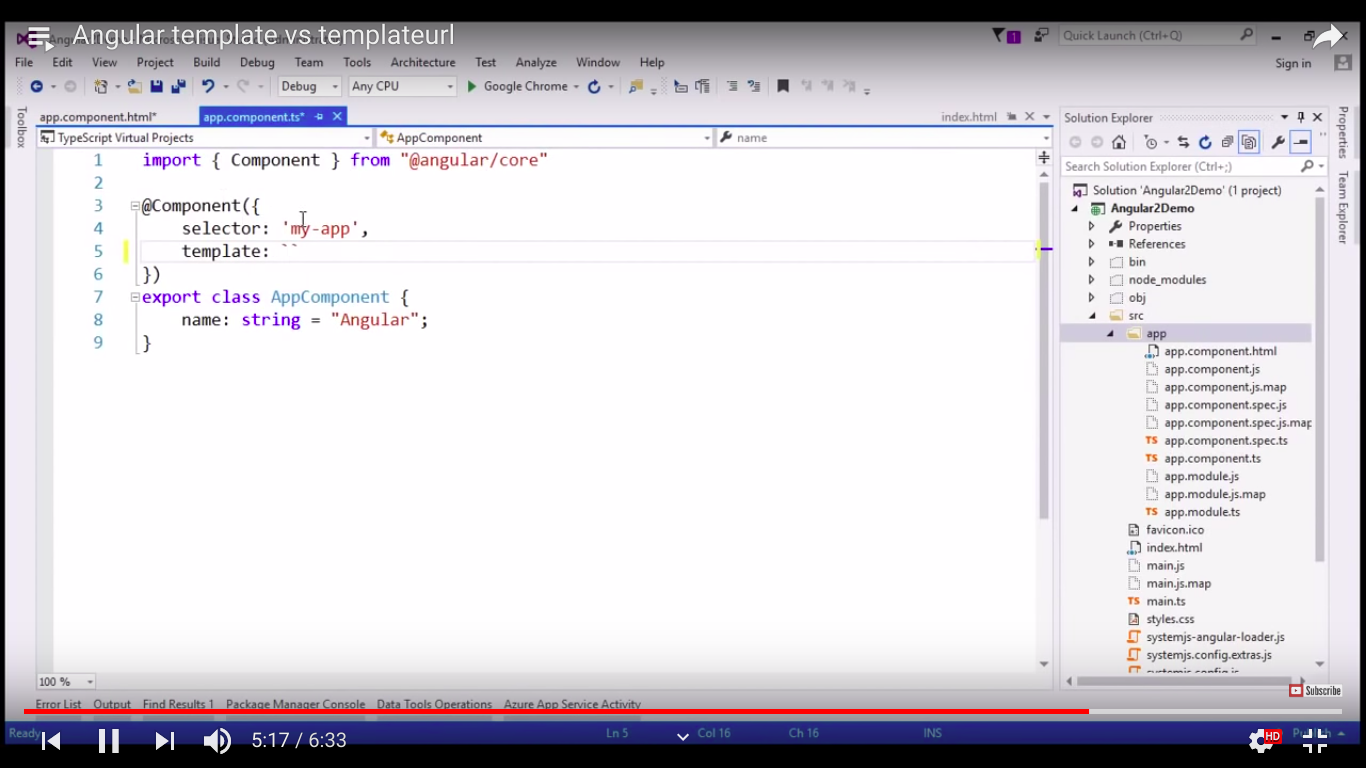 Angular template vs templateurl
1
Quick Launch (Ctrl+Q)
File Edit View Project Build Debug Team Tools Architecture Test Analyze Window Help
Sign in
Debug Any CPU Google Chrome
Toolbox
app.component.html*
app.component.ts*
index.html
TypeScript Virtual Projects
AppComponent
name
1 import { Component } from "@angular/core"
2
3 @Component({
4 selector: 'my-app',
5 template: ``
6 })
7 export class AppComponent {
8 name: string = "Angular";
9 }
Solution Explorer
Search Solution Explorer (Ctrl+;)
Solution 'Angular2Demo' (1 project)
Angular2Demo
Properties
References
bin
node_modules
obj
src
app
app.component.html
app.component.js
app.component.js.map
app.component.spec.js
app.component.spec.js.map
TS app.component.spec.ts
TS app.component.ts
app.module.js
app.module.js.map
TS app.module.ts
favicon.ico
index.html
main.js
main.js.map
TS main.ts
styles.css
systemjs-angular-loader.js
systemjs.config.extras.js
systemjs.config.js
Properties
Team Explorer
100 %
Subscribe
Error List Output Find Results 1 Package Manager Console Data Tools Operations Azure App Service Activity
Ready
Ln 5 Col 16 Ch 16 INS
Publish
5:17 / 6:33
HD